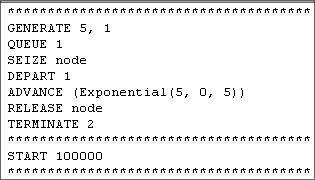 ***************************************
GENERATE 5, 1
QUEUE 1
SEIZE node
DEPART 1
ADVANCE (Exponential(5, 0, 5))
RELEASE node
TERMINATE 2
***************************************
START 100000
***************************************